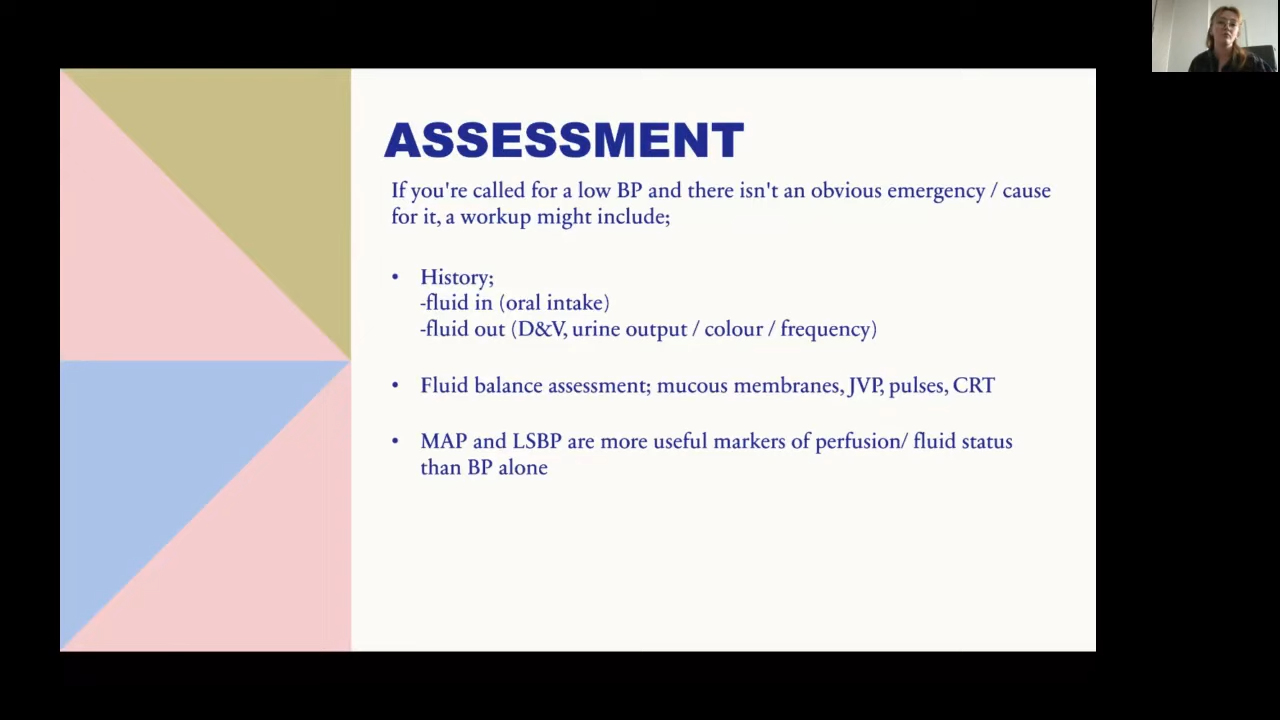 ASSESSMENT
If you're called for a low BP and there isn't an obvious emergency / cause
for it, a workup might include;
• History;
-fluid in (oral intake)
-fluid out (D&V, urine output / colour / frequency)
• Fluid balance assessment; mucous membranes, JVP, pulses, CRT
• MAP and LSBP are more useful markers of perfusion/ fluid status
than BP alone